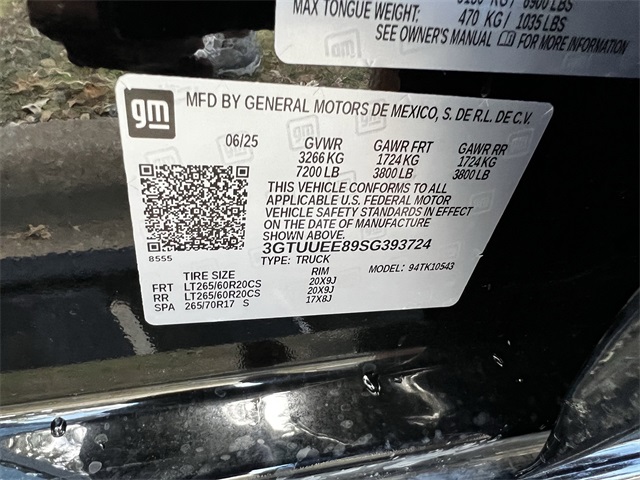 MAX TONGUE WEIGHT: 470 KG / 1035 LBS
SEE OWNER'S MANUAL FOR MORE INFORMATION
gm
MFD BY GENERAL MOTORS DE MEXICO, S. DE R.L. DE C.V.
06/25 GVWR GAWR FRT GAWR RR
3266 KG 1724 KG 1724 KG
7200 LB 3800 LB 3800 LB
THIS VEHICLE CONFORMS TO ALL
APPLICABLE U.S. FEDERAL MOTOR
VEHICLE SAFETY STANDARDS IN EFFECT
ON THE DATE OF MANUFACTURE
SHOWN ABOVE.
8555
3GTUUEE89SG393724
TYPE: TRUCK MODEL: 94TK10543
TIRE SIZE RIM
FRT LT265/60R20CS 20X9J
RR LT265/60R20CS 20X9J
SPA 265/70R17 S 17X8J